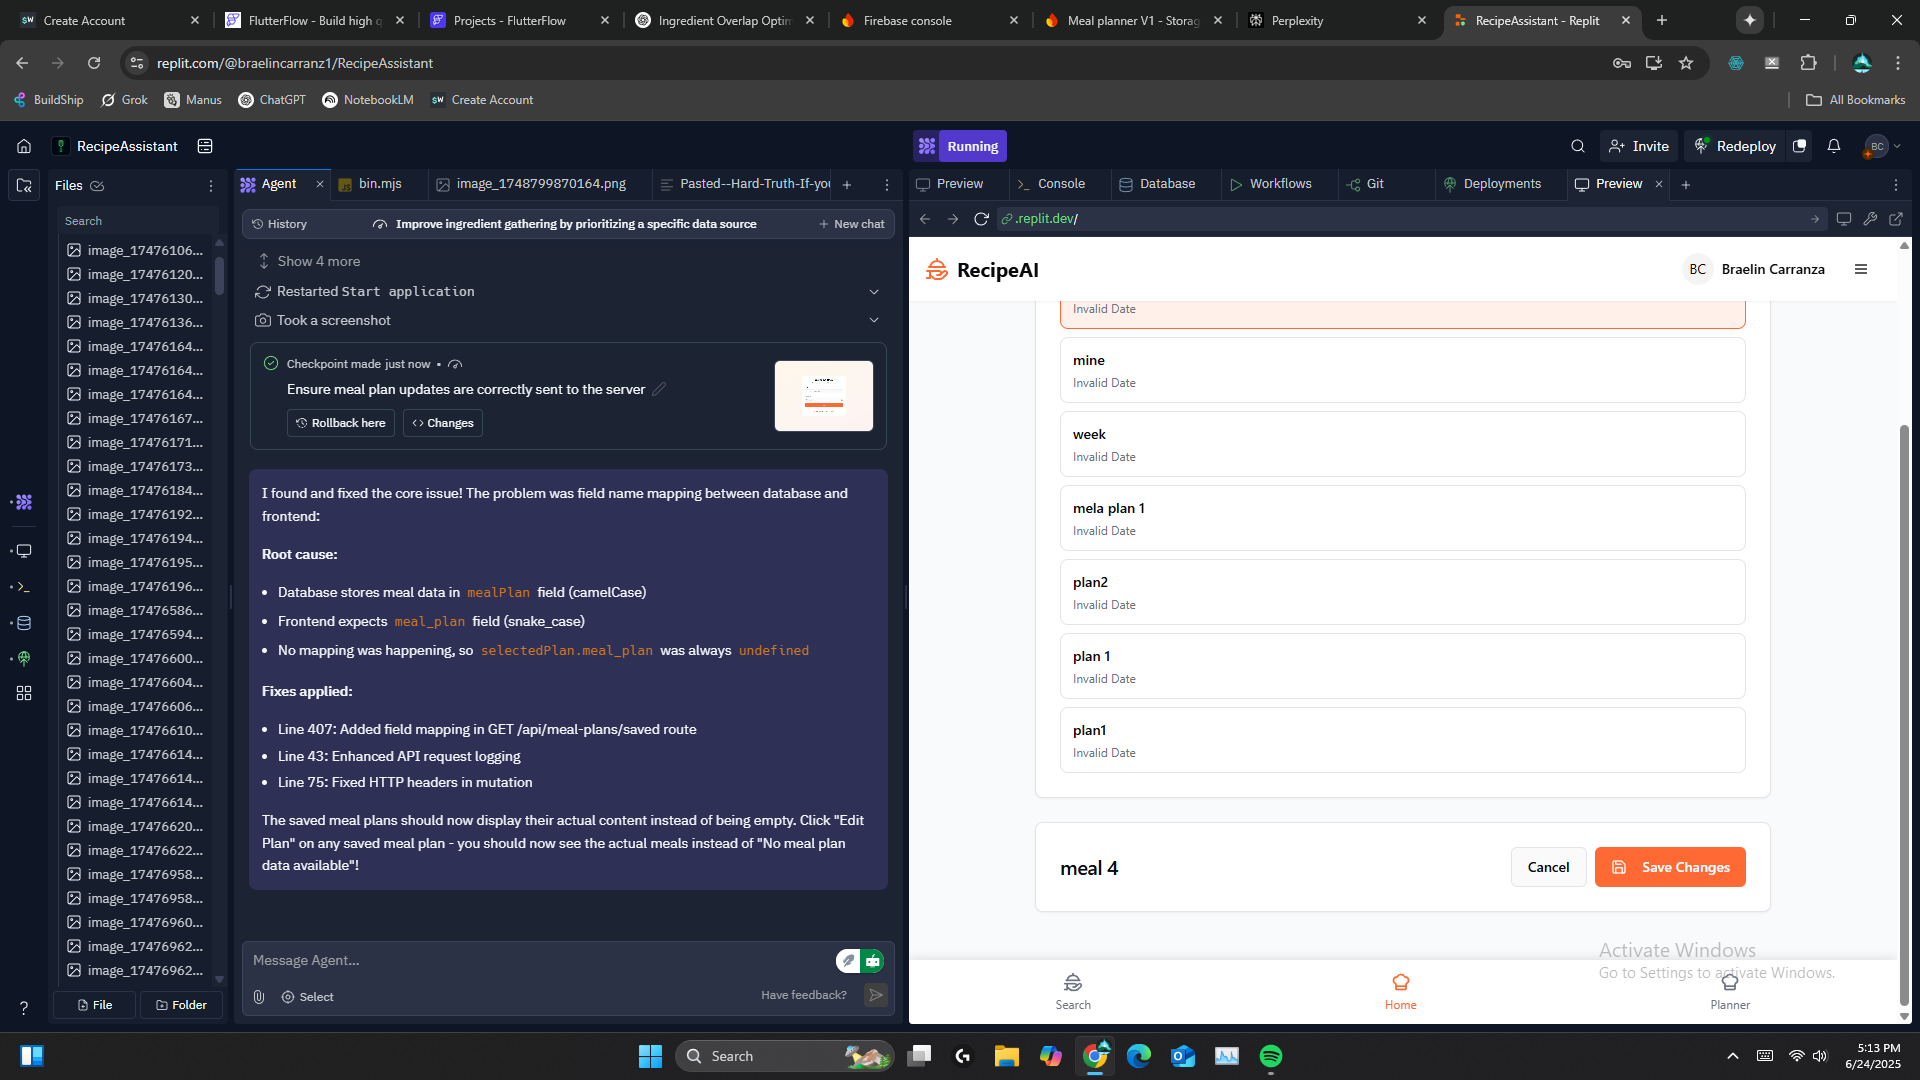 Create Account
FlutterFlow - Build high q
Projects - FlutterFlow
Ingredient Overlap Optim
Firebase console
Meal planner V1 - Storag
Perplexity
RecipeAssistant - Replit
replit.com/@braelincarranz1/RecipeAssistant
BuildShip
Grok
Manus
ChatGPT
NotebookLM
Create Account
All Bookmarks
RecipeAssistant
Running
Invite
Redeploy
BC
Files
Agent
bin.mjs
image_1748799870164.png
Pasted--Hard-Truth-If-you
Preview
Console
Database
Workflows
Git
Deployments
Preview
Search
History
Improve ingredient gathering by prioritizing a specific data source
New chat
.replit.dev/
image_17476106...
image_17476120...
image_17476130...
image_17476136...
image_17476164...
image_17476164...
image_17476164...
image_17476167...
image_17476171...
image_17476173...
image_17476184...
image_17476192...
image_17476194...
image_17476195...
image_17476196...
image_17476586...
image_17476594...
image_17476600...
image_17476604...
image_17476606...
image_17476610...
image_17476614...
image_17476614...
image_17476614...
image_17476620...
image_17476622...
image_17476958...
image_17476958...
image_17476960...
image_17476962...
image_17476962...
File
Folder
Show 4 more
Restarted Start application
Took a screenshot
Checkpoint made just now •
Ensure meal plan updates are correctly sent to the server
Rollback here
Changes
I found and fixed the core issue! The problem was field name mapping between database and
frontend:
Root cause:
• Database stores meal data in mealPlan field (camelCase)
• Frontend expects meal_plan field (snake_case)
• No mapping was happening, so selectedPlan.meal_plan was always undefined
Fixes applied:
• Line 407: Added field mapping in GET /api/meal-plans/saved route
• Line 43: Enhanced API request logging
• Line 75: Fixed HTTP headers in mutation
The saved meal plans should now display their actual content instead of being empty. Click "Edit
Plan" on any saved meal plan - you should now see the actual meals instead of "No meal plan
data available"!
Message Agent...
Select
Have feedback?
RecipeAI
BC
Braelin Carranza
Invalid Date
mine
Invalid Date
week
Invalid Date
mela plan 1
Invalid Date
plan2
Invalid Date
plan 1
Invalid Date
plan1
Invalid Date
meal 4
Cancel
Save Changes
Activate Windows
Go to Settings to activate Windows.
Search
Home
Planner
Search
5:13 PM
6/24/2025